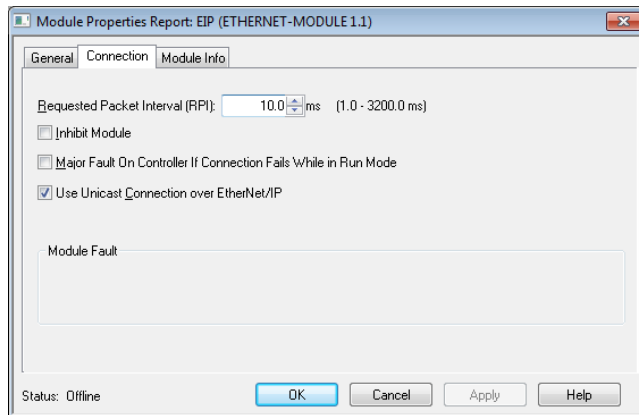 Module Properties Report: EIP (ETHERNET-MODULE 1.1)
General Connection Module Info
Requested Packet Interval (RPI): 10.0 ms (1.0 - 3200.0 ms)
Inhibit Module
Major Fault On Controller If Connection Fails While in Run Mode
Use Unicast Connection over EtherNet/IP
Module Fault
Status: Offline OK Cancel Apply Help